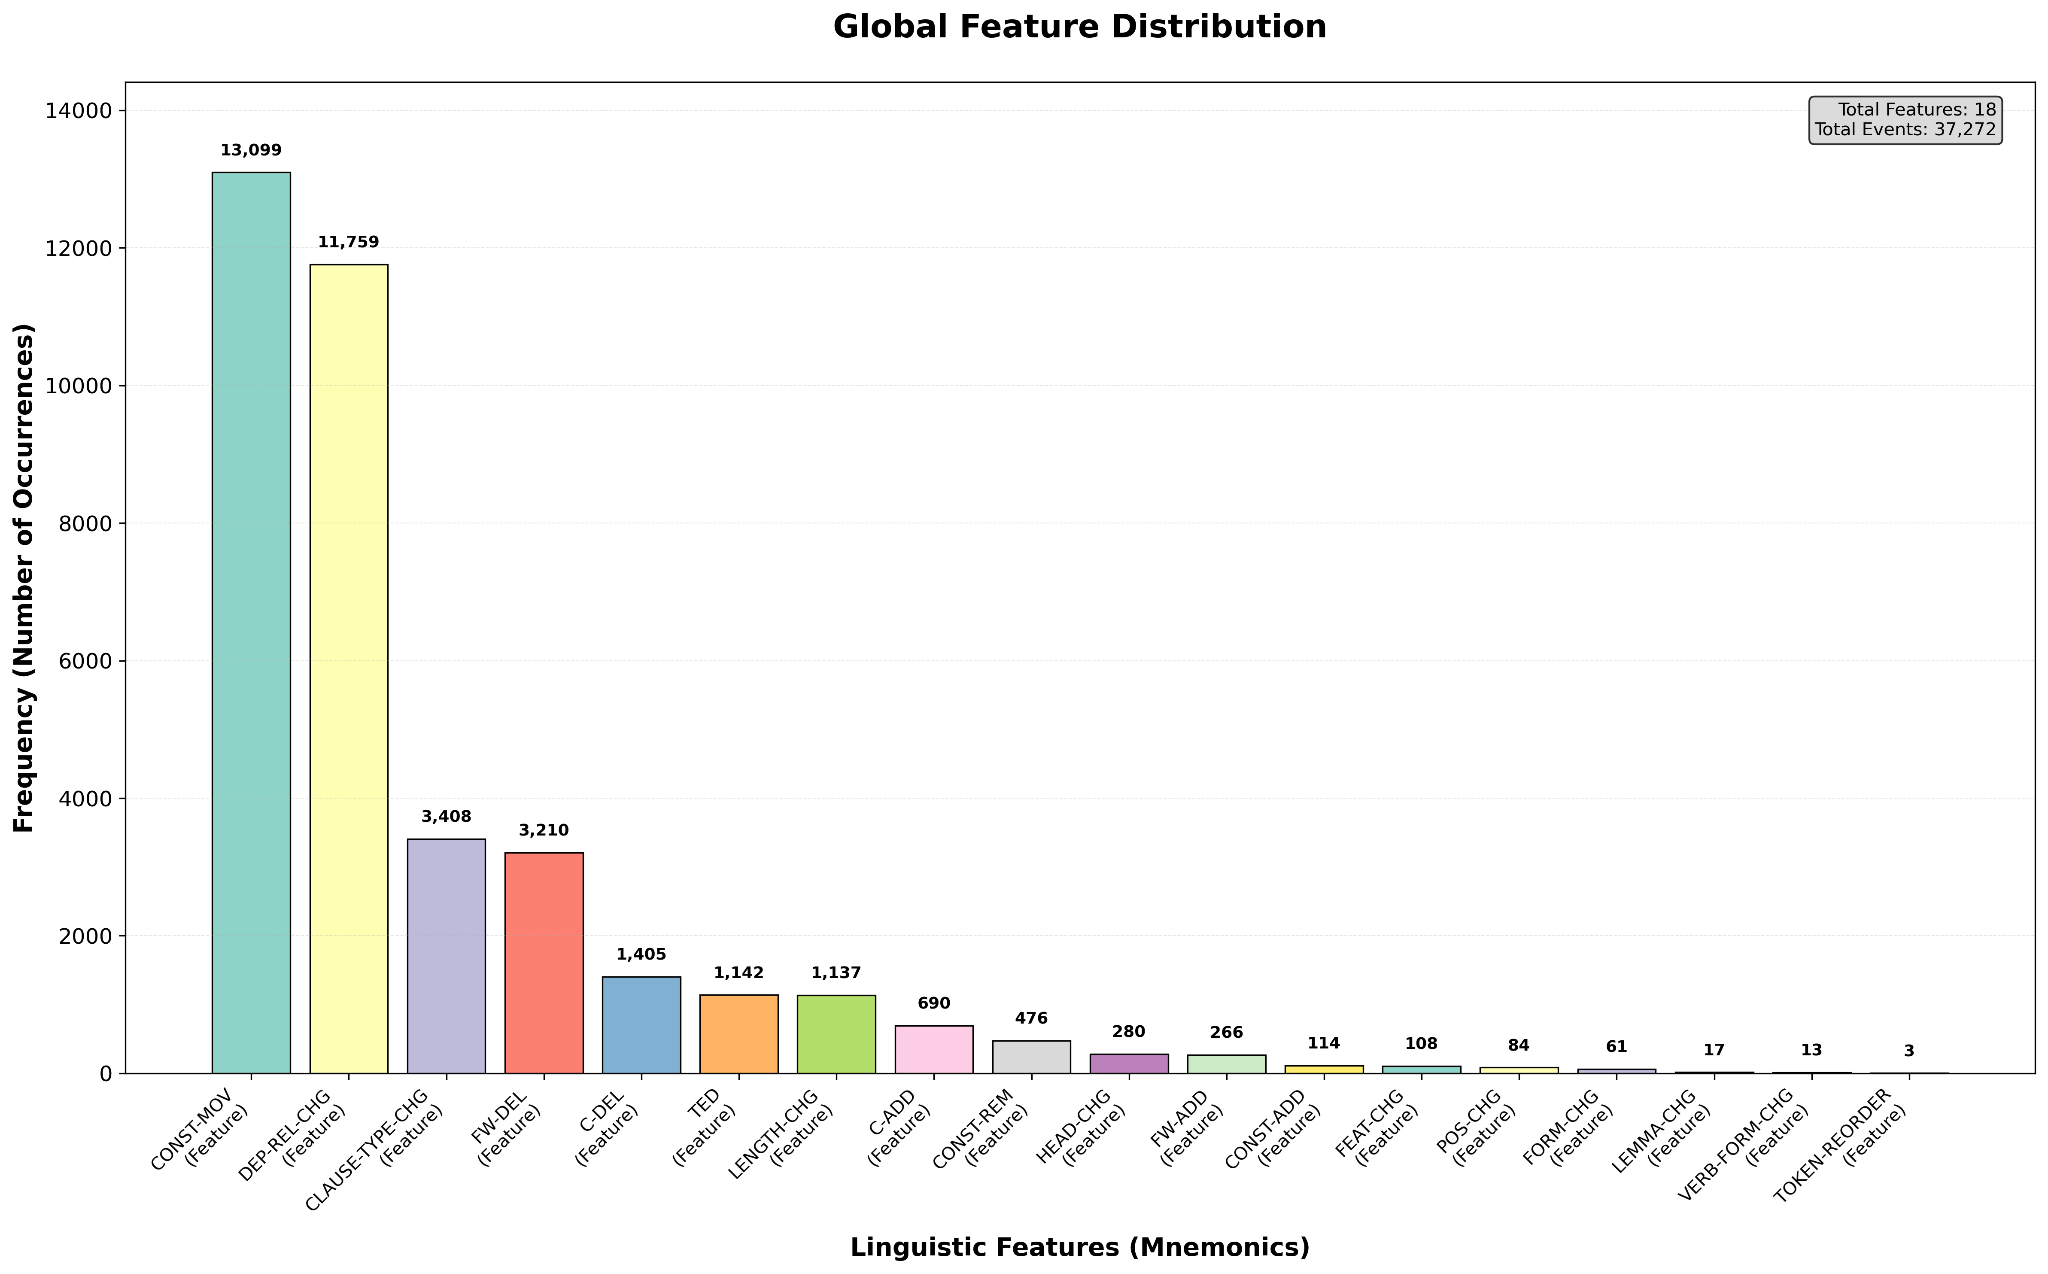 Global Feature Distribution
Total Features: 18
Total Events: 37,272
Frequency (Number of Occurrences)
14000
12000
10000
8000
6000
4000
2000
0
13,099
11,759
3,408
3,210
1,405
1,142
1,137
690
476
280
266
114
108
84
61
17
13
3
CONST-MOV
(Feature)
DEP-REL-CHG
(Feature)
CLAUSE-TYPE-CHG
(Feature)
FW-DEL
(Feature)
C-DEL
(Feature)
TED
(Feature)
LENGTH-CHG
(Feature)
C-ADD
(Feature)
CONST-REM
(Feature)
HEAD-CHG
(Feature)
FW-ADD
(Feature)
CONST-ADD
(Feature)
FEAT-CHG
(Feature)
POS-CHG
(Feature)
FORM-CHG
(Feature)
LEMMA-CHG
(Feature)
VERB-FORM-CHG
(Feature)
TOKEN-REORDER
(Feature)
Linguistic Features (Mnemonics)